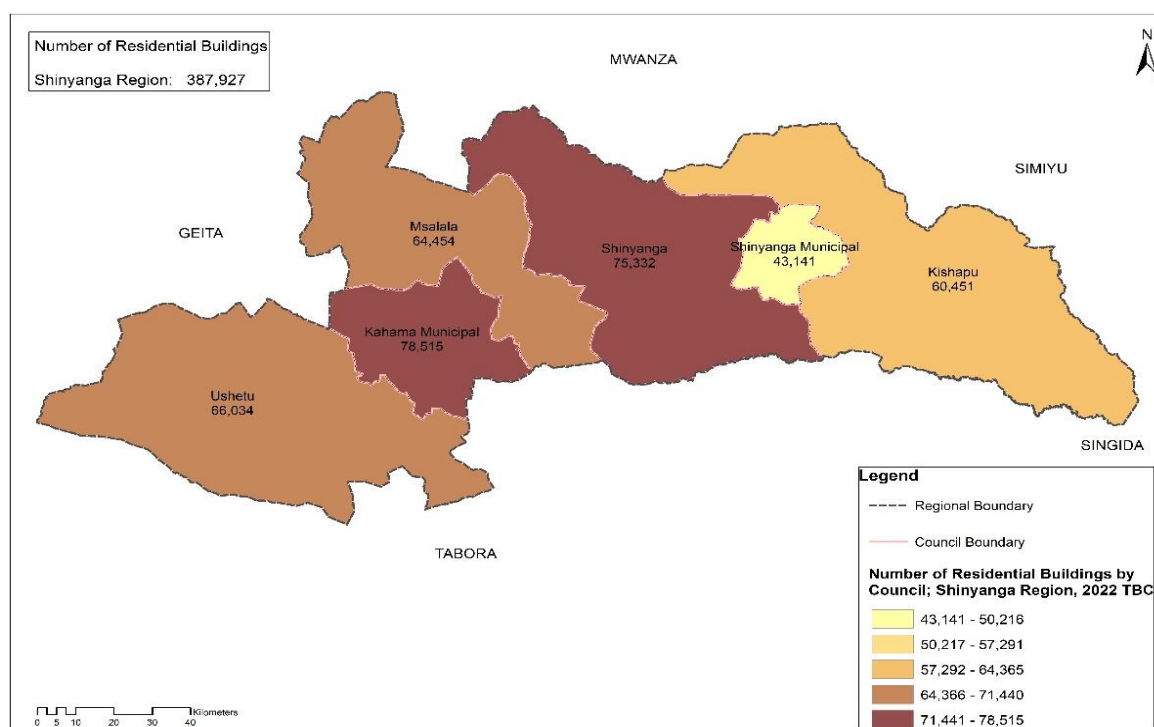 Number of Residential Buildings
Shinyanga Region: 387,927
N
MWANZA
SIMIYU
GEITA
Msalala
64,454
Shinyanga
75,332
Shinyanga Municipal
43,141
Kishapu
60,451
Kahama Municipal
78,515
Ushetu
66,034
SINGIDA
TABORA
Legend
Regional Boundary
Council Boundary
Number of Residential Buildings by
Council; Shinyanga Region, 2022 TBC
43,141 - 50,216
50,217 - 57,291
57,292 - 64,365
64,366 - 71,440
71,441 - 78,515
Kilometers
0 5 10 20 30 40